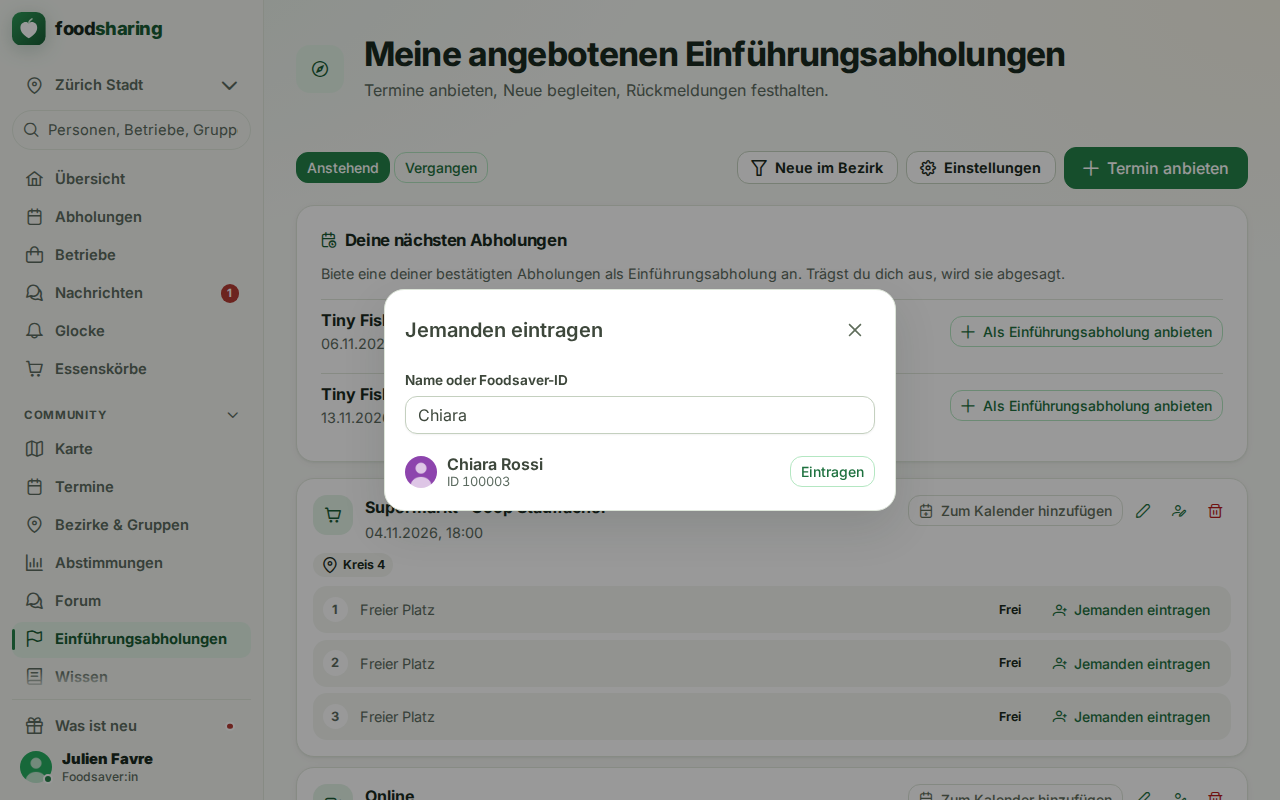 foodsharing
Zürich Stadt
Personen, Betriebe, Grupp
Übersicht
Abholungen
Betriebe
Nachrichten 1
Glocke
Essenskörbe
COMMUNITY
Karte
Termine
Bezirke & Gruppen
Abstimmungen
Forum
Einführungsabholungen
Wissen
Was ist neu
Julien Favre
Foodsaver:in
Meine angebotenen Einführungsabholungen
Termine anbieten, Neue begleiten, Rückmeldungen festhalten.
Anstehend Vergangen Neue im Bezirk Einstellungen Termin anbieten
Deine nächsten Abholungen
Biete eine deiner bestätigten Abholungen als Einführungsabholung an. Trägst du dich aus, wird sie abgesagt.
Tiny Fis
06.11.202
Als Einführungsabholung anbieten
Tiny Fis
13.11.202
Als Einführungsabholung anbieten
Jemanden eintragen
Name oder Foodsaver-ID
Chiara
Chiara Rossi
ID 100003
Eintragen
Supermarkt - Coop Stauffacher
04.11.2026, 18:00
Zum Kalender hinzufügen
Kreis 4
1 Freier Platz Frei Jemanden eintragen
2 Freier Platz Frei Jemanden eintragen
3 Freier Platz Frei Jemanden eintragen
Online
Zum Kalender hinzufügen